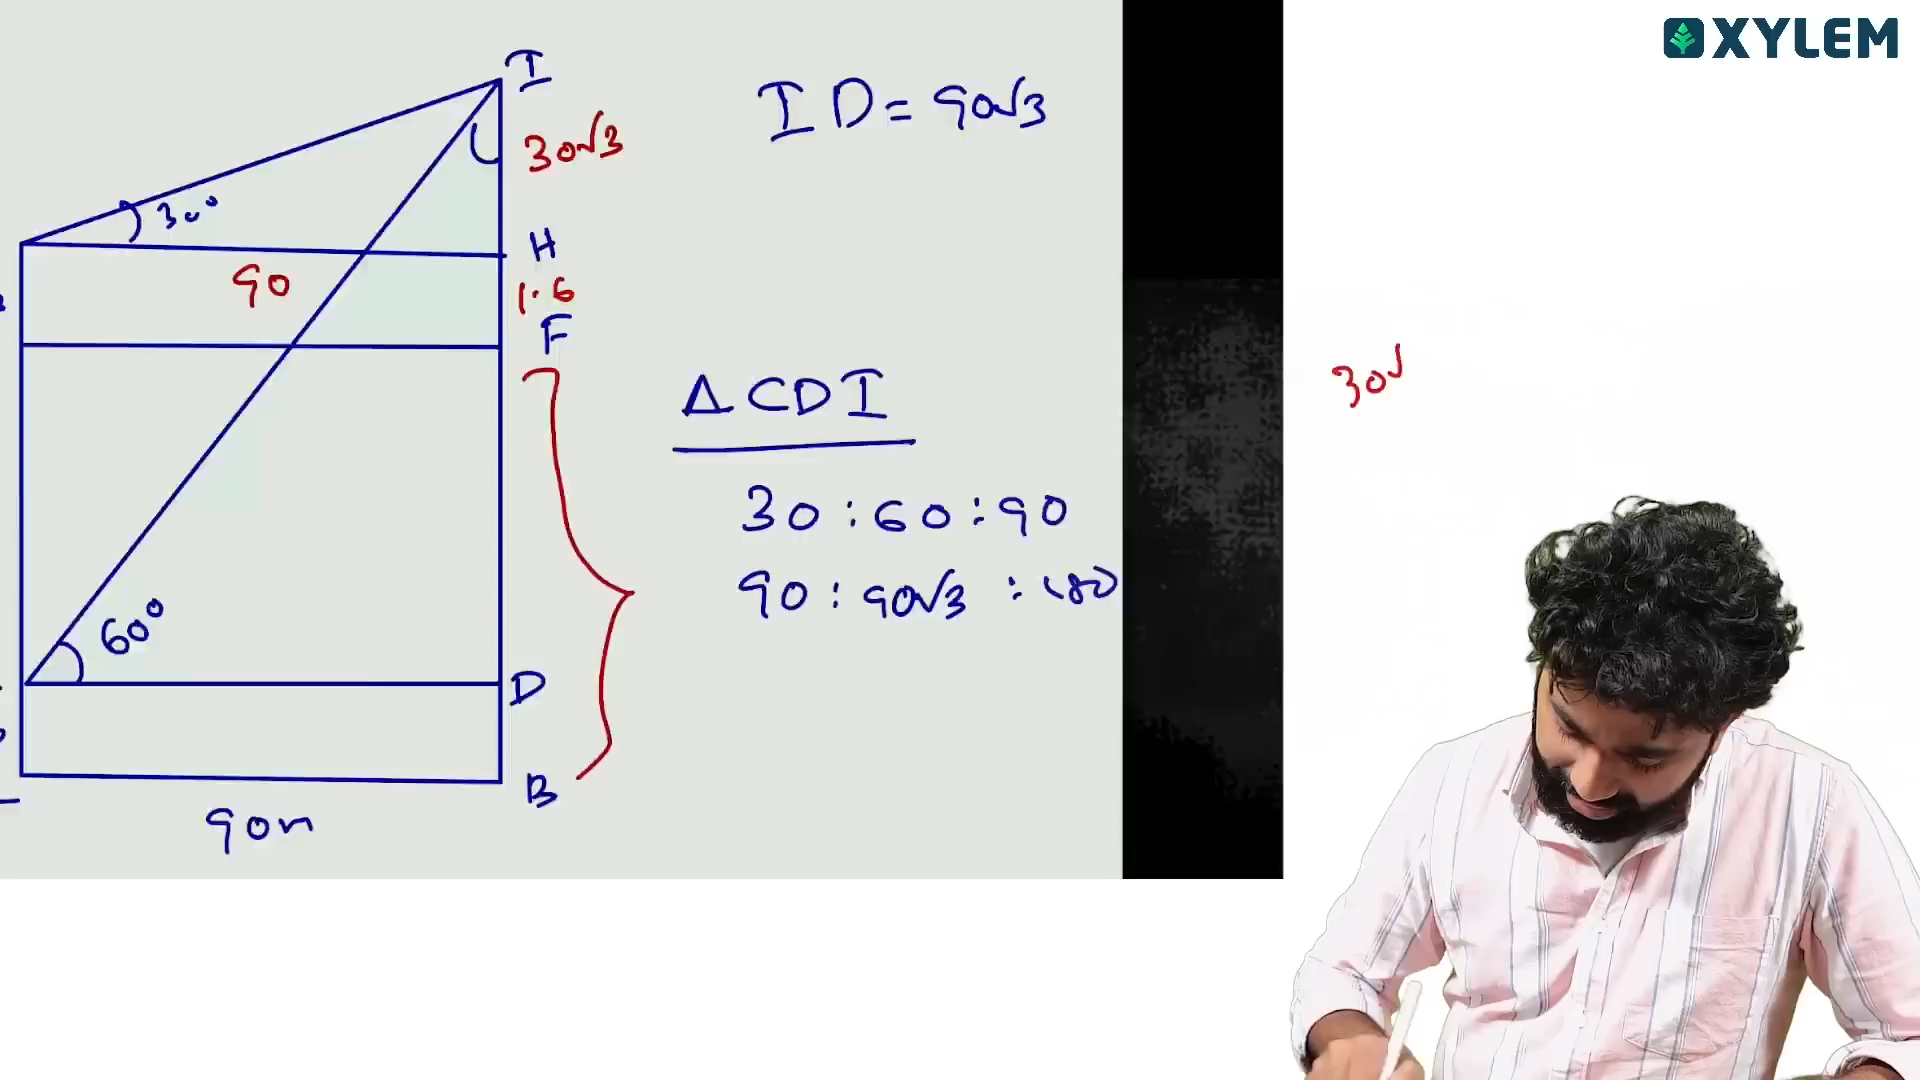 XYLEM
I
ID = 90√3
30√3
30°
H
90
1.6
F
Δ CDI
30√
30 : 60 : 90
90 : 90√3 : 180
60°
D
B
90m